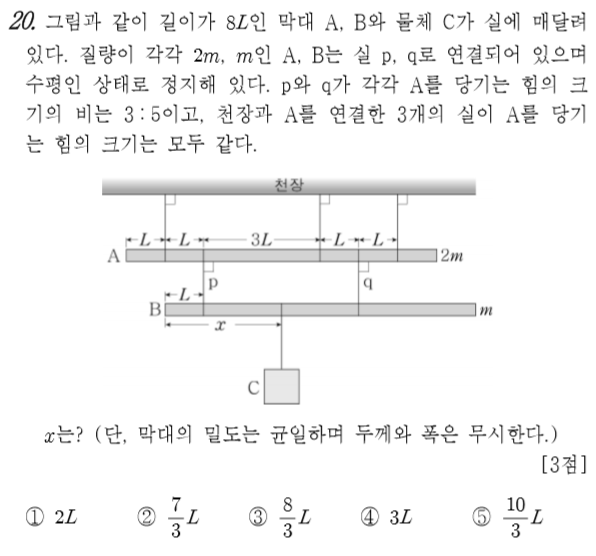 20. 그림과 같이 길이가 8L인 막대 A, B와 물체 C가 실에 매달려
있다. 질량이 각각 2m, m인 A, B는 실 p, q로 연결되어 있으며
수평인 상태로 정지해 있다. p와 q가 각각 A를 당기는 힘의 크
기의 비는 3 : 5이고, 천장과 A를 연결한 3개의 실이 A를 당기
는 힘의 크기는 모두 같다.
천장
L L 3L L L
A 2m
p q
L
B m
x
C
x는? (단, 막대의 밀도는 균일하며 두께와 폭은 무시한다.)
[3점]
① 2L ② 7/3 L ③ 8/3 L ④ 3L ⑤ 10/3 L